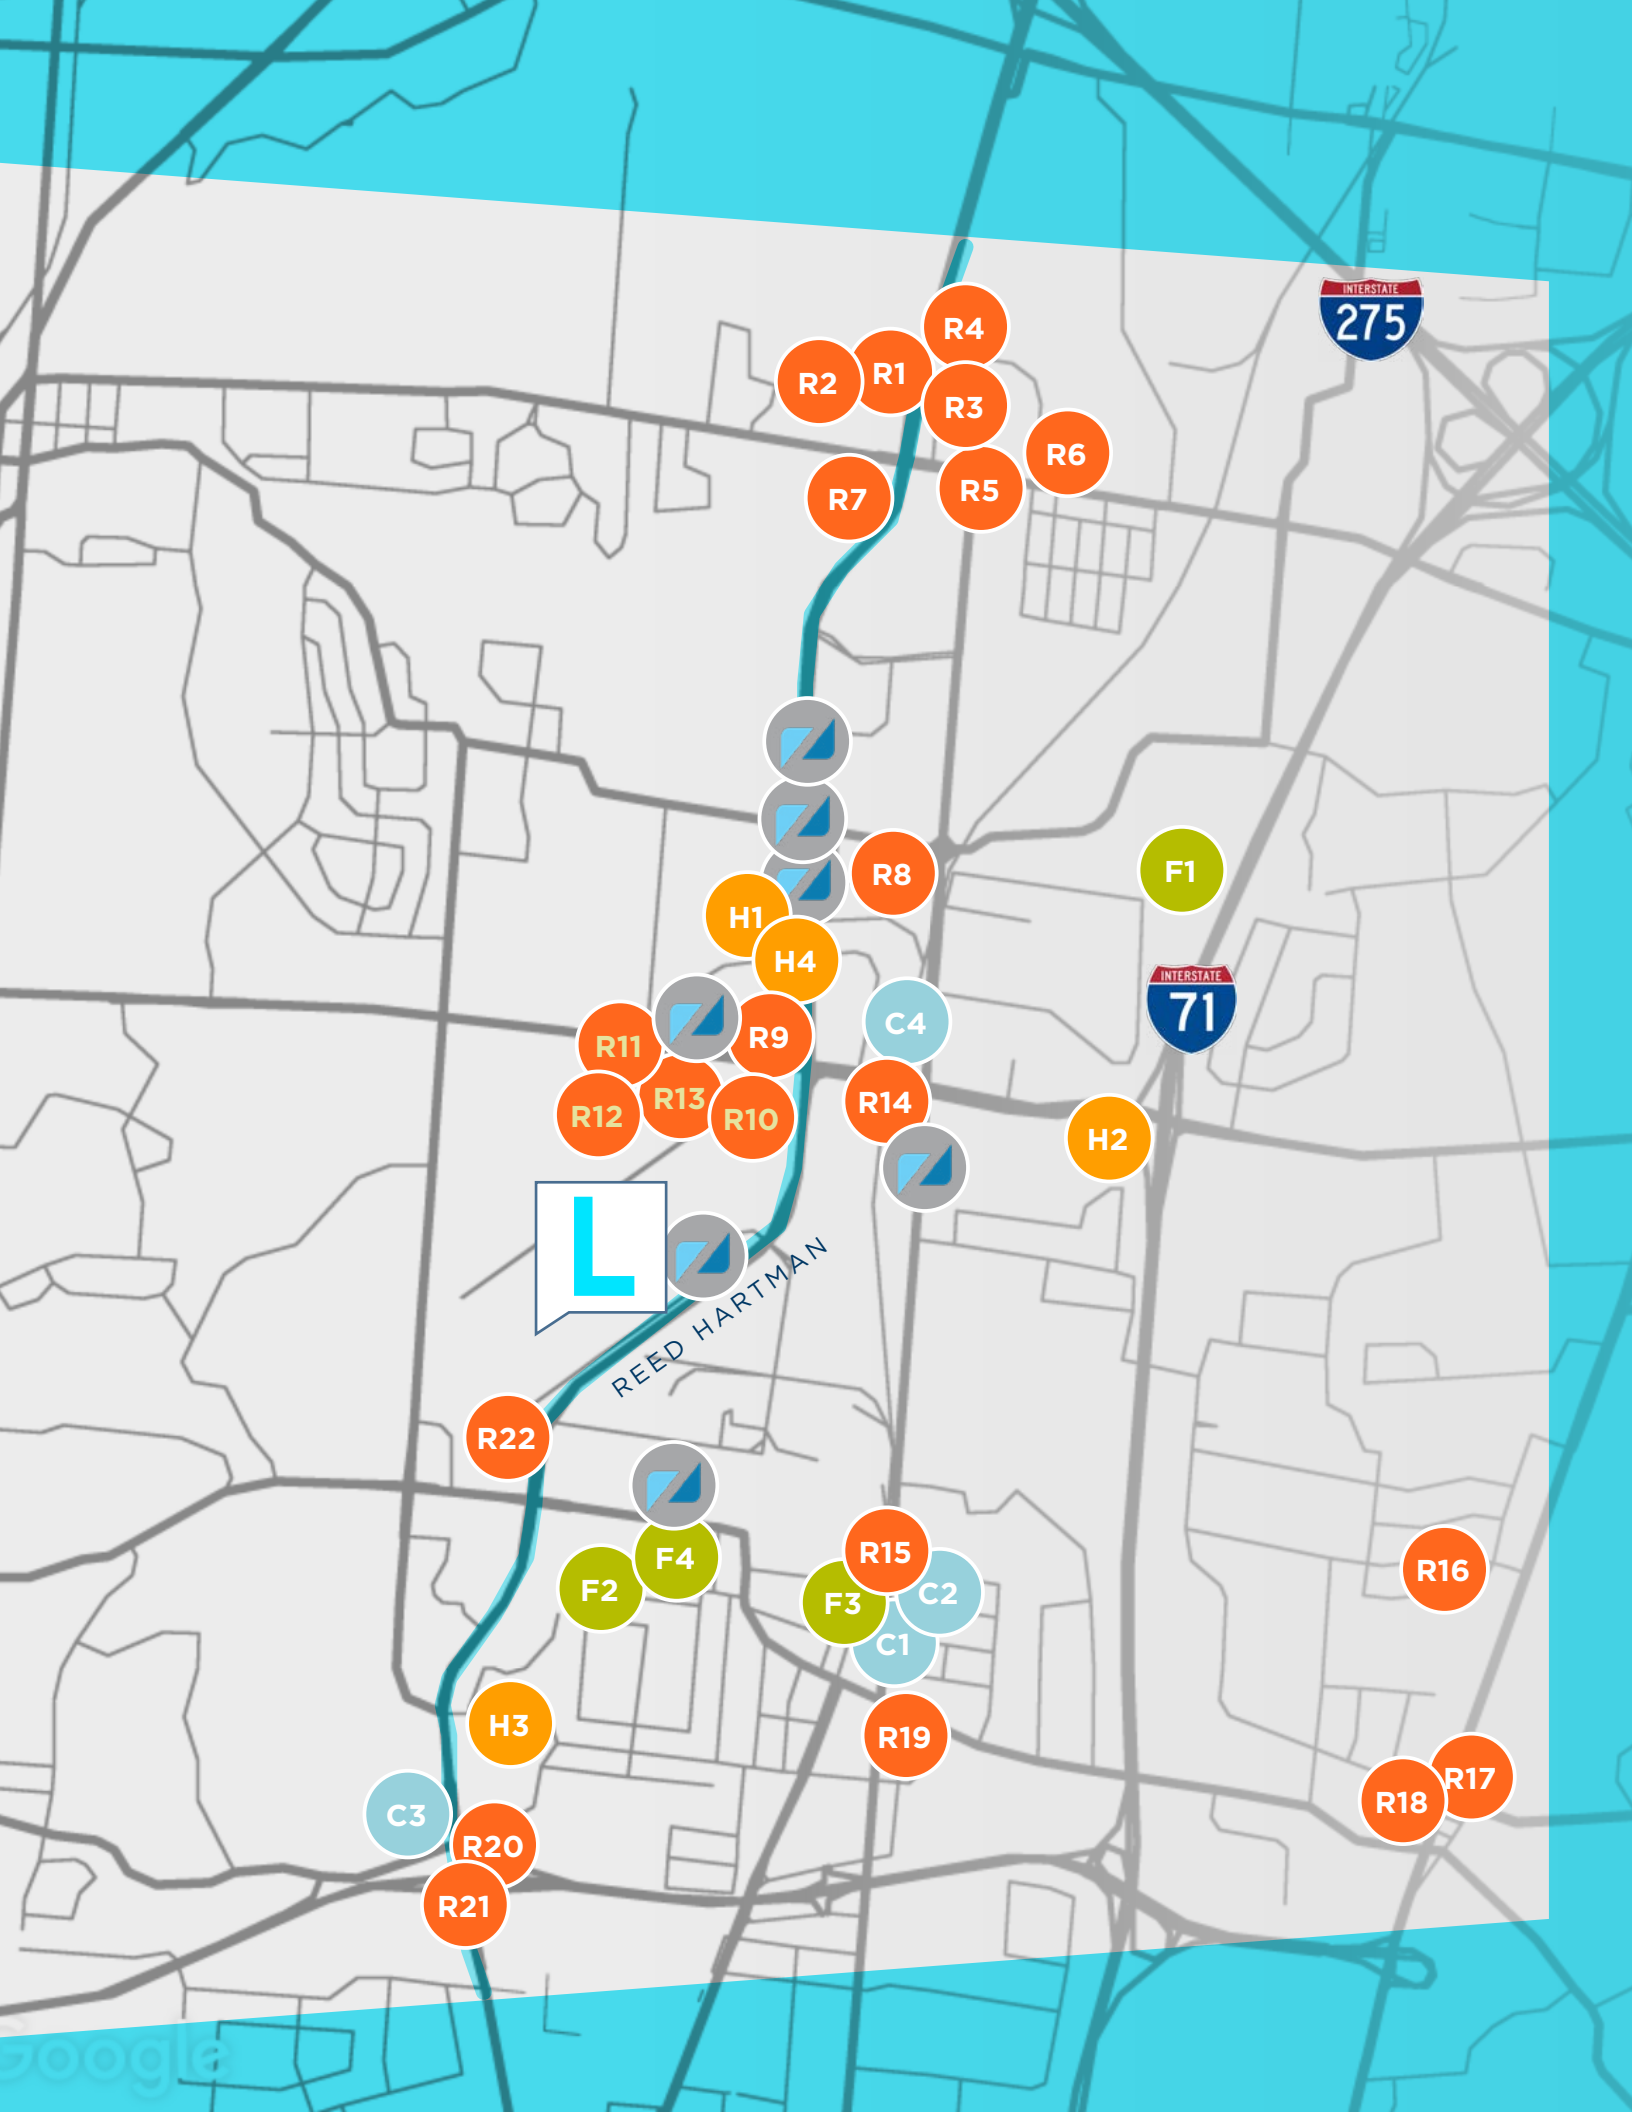 INTERSTATE
275
R4
R1
R2
R3
R6
R5
R7
R8
F1
H1
H4
INTERSTATE
71
C4
R9
R11
R13
R14
R12
R10
H2
L
REED HARTMAN
R22
R15
F4
R16
F2
C2
F3
C1
H3
R19
R17
R18
C3
R20
R21
Google